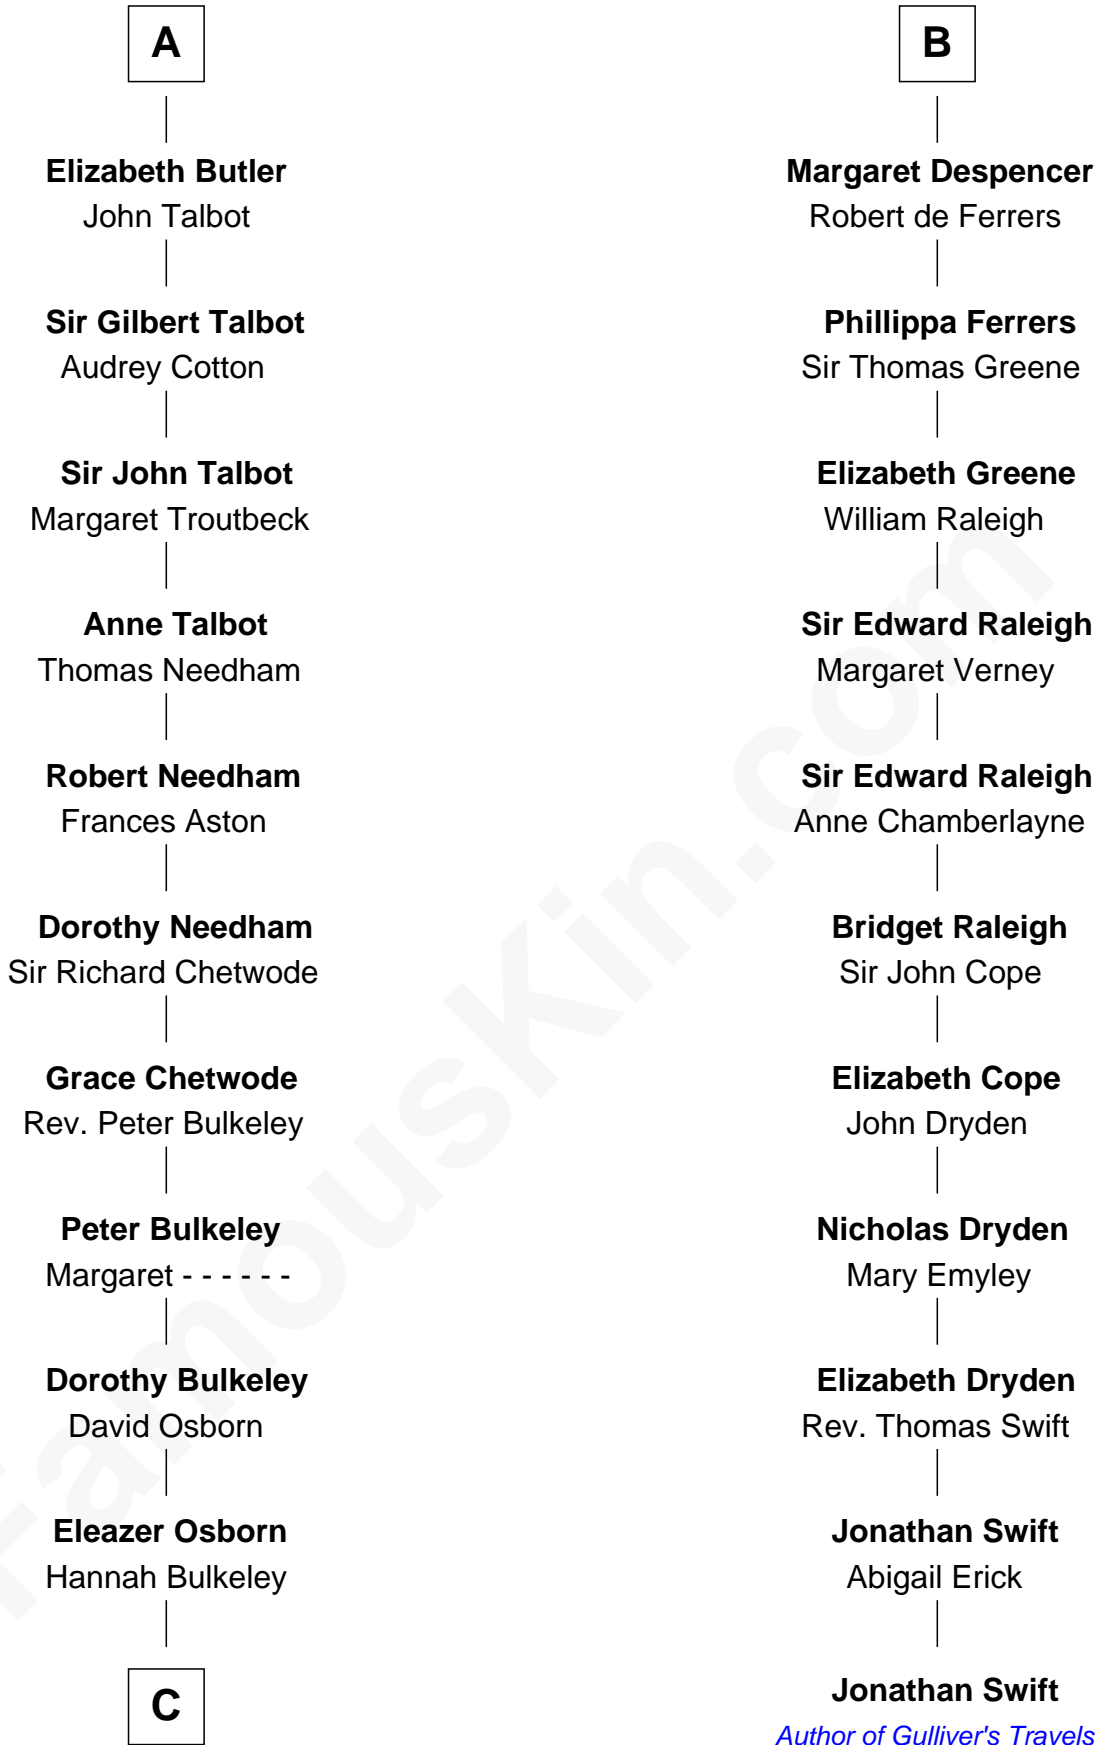 A
Elizabeth Butler
John Talbot
Sir Gilbert Talbot
Audrey Cotton
Sir John Talbot
Margaret Troutbeck
Anne Talbot
Thomas Needham
Robert Needham
Frances Aston
Dorothy Needham
Sir Richard Chetwode
Grace Chetwode
Rev. Peter Bulkeley
Peter Bulkeley
Margaret - - - - - -
Dorothy Bulkeley
David Osborn
Eleazer Osborn
Hannah Bulkeley
C
B
Margaret Despencer
Robert de Ferrers
Phillippa Ferrers
Sir Thomas Greene
Elizabeth Greene
William Raleigh
Sir Edward Raleigh
Margaret Verney
Sir Edward Raleigh
Anne Chamberlayne
Bridget Raleigh
Sir John Cope
Elizabeth Cope
John Dryden
Nicholas Dryden
Mary Emyley
Elizabeth Dryden
Rev. Thomas Swift
Jonathan Swift
Abigail Erick
Jonathan Swift
Author of Gulliver's Travels
FamousKin.com